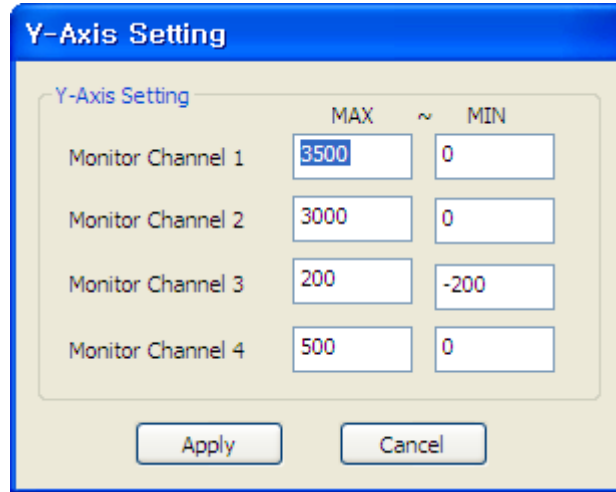 Y-Axis Setting
Y-Axis Setting
MAX ~ MIN
Monitor Channel 1 3500 0
Monitor Channel 2 3000 0
Monitor Channel 3 200 -200
Monitor Channel 4 500 0
Apply Cancel